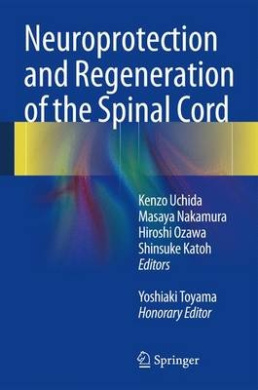 Neuroprotection
and Regeneration
of the Spinal Cord
Kenzo Uchida
Masaya Nakamura
Hiroshi Ozawa
Shinsuke Katoh
Editors
Yoshiaki Toyama
Honorary Editor
Springer